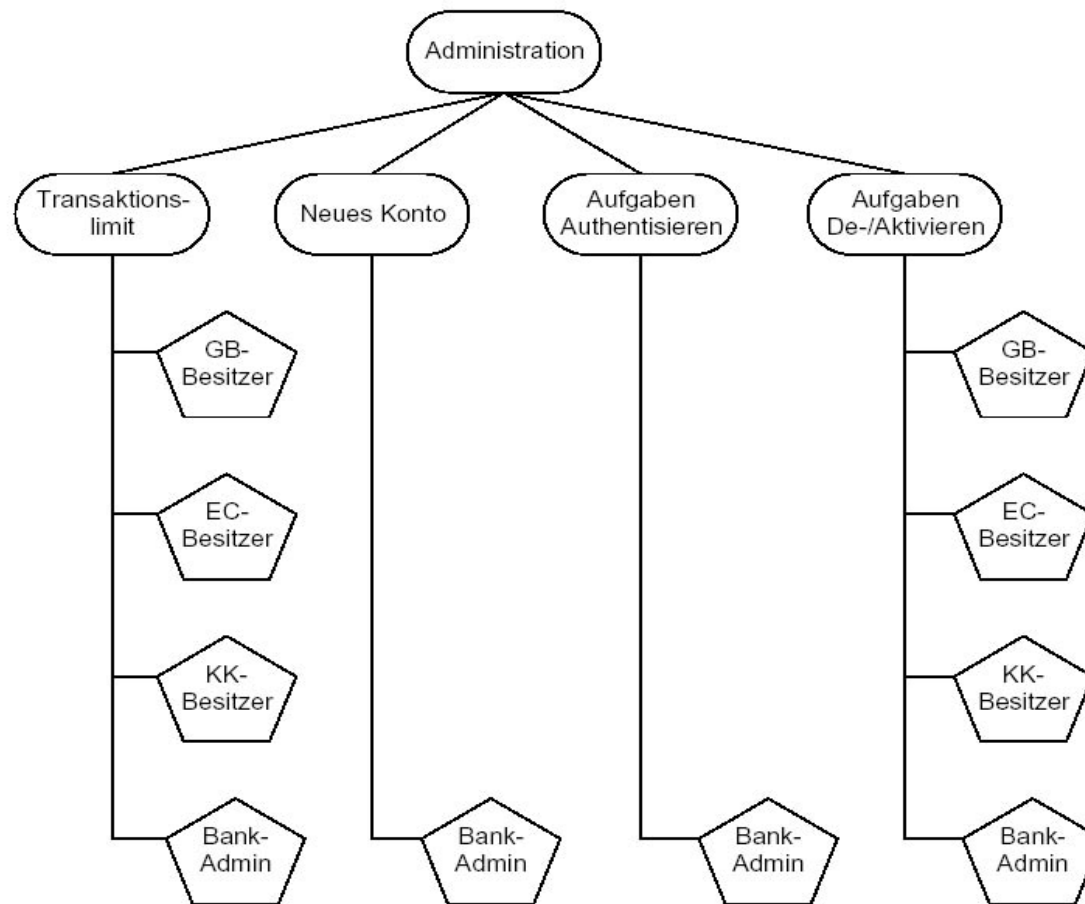 Administration
Transaktions-
limit
Neues Konto
Aufgaben
Authentisieren
Aufgaben
De-/Aktivieren
GB-
Besitzer
GB-
Besitzer
EC-
Besitzer
EC-
Besitzer
KK-
Besitzer
KK-
Besitzer
Bank-
Admin
Bank-
Admin
Bank-
Admin
Bank-
Admin